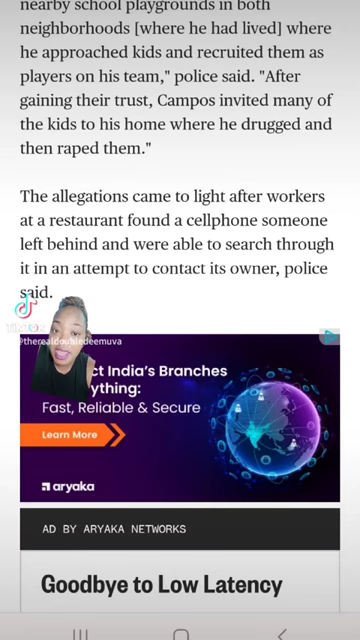 nearby school playgrounds in both
neighborhoods [where he had lived] where
he approached kids and recruited them as
players on his team," police said. "After
gaining their trust, Campos invited many of
the kids to his home where he drugged and
then raped them."
The allegations came to light after workers
at a restaurant found a cellphone someone
left behind and were able to search through
it in an attempt to contact its owner, police
said.
@therealdoubledeemuva
ct India's Branches
ything:
Fast, Reliable & Secure
Learn More
aryaka
AD BY ARYAKA NETWORKS
Goodbye to Low Latency